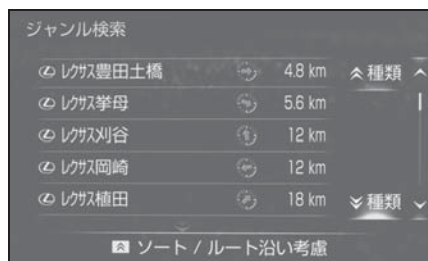 ジャンル検索
レクサス豊田土橋 4.8 km
種類
レクサス挙母 5.6 km
レクサス刈谷 12 km
レクサス岡崎 12 km
レクサス植田 18 km
種類
ソート / ルート沿い考慮